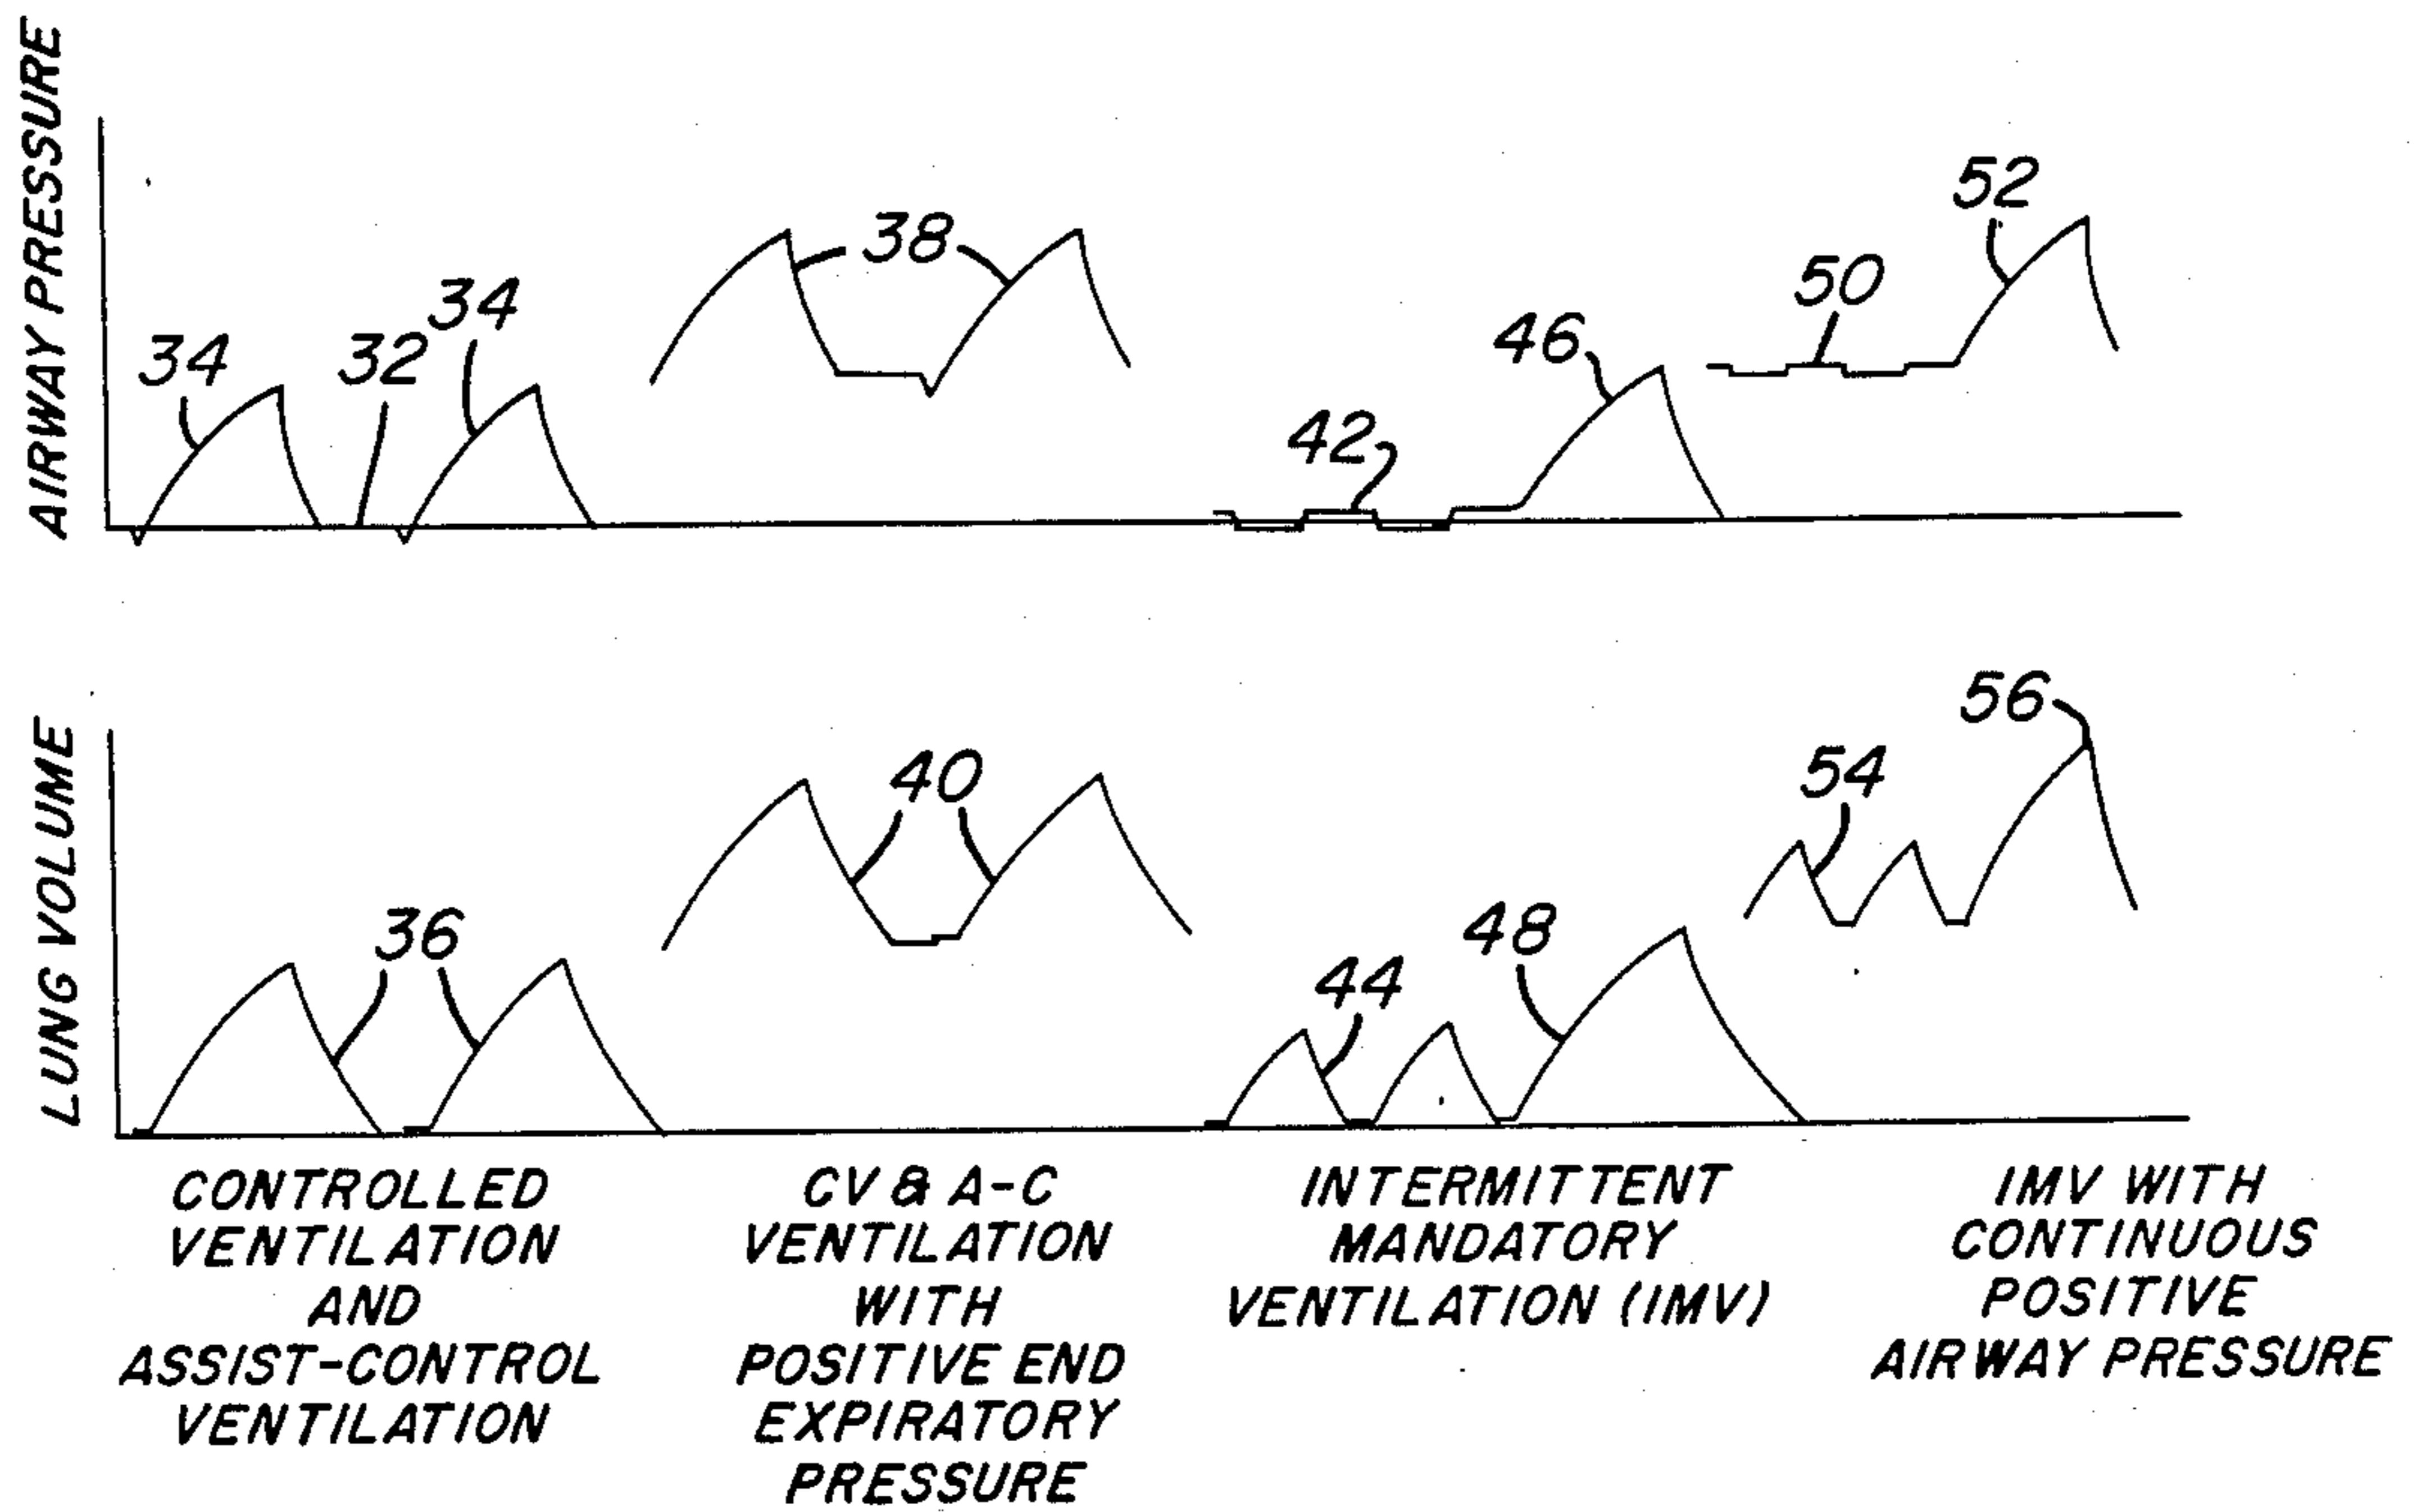 AIRWAY PRESSURE
34
32
34
38
42
46
50
52
LUNG VOLUME
36
40
44
48
54
56
CONTROLLED
VENTILATION
AND
ASSIST-CONTROL
VENTILATION
CV & A-C
VENTILATION
WITH
POSITIVE END
EXPIRATORY
PRESSURE
INTERMITTENT
MANDATORY
VENTILATION (IMV)
IMV WITH
CONTINUOUS
POSITIVE
AIRWAY PRESSURE